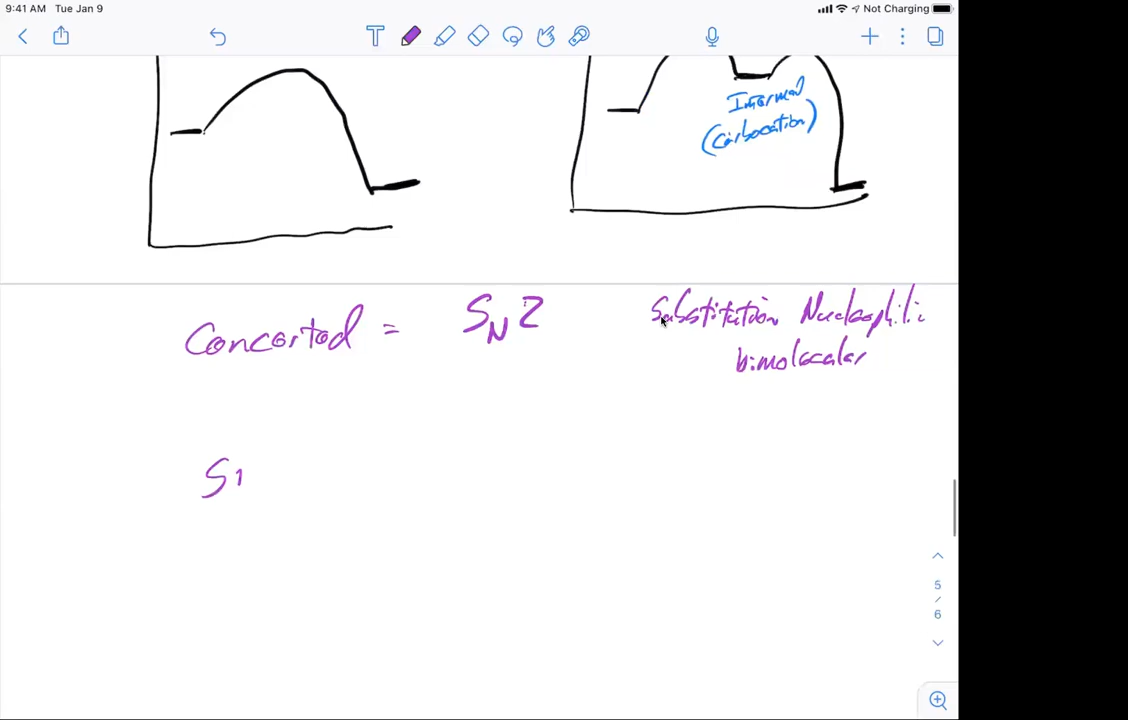 9:41 AM Tue Jan 9
Not Charging
T
Intermed
(Carbocation)
Concerted = SN2
Substitution Nucleophilic
bimolecular
S1
5
/
6